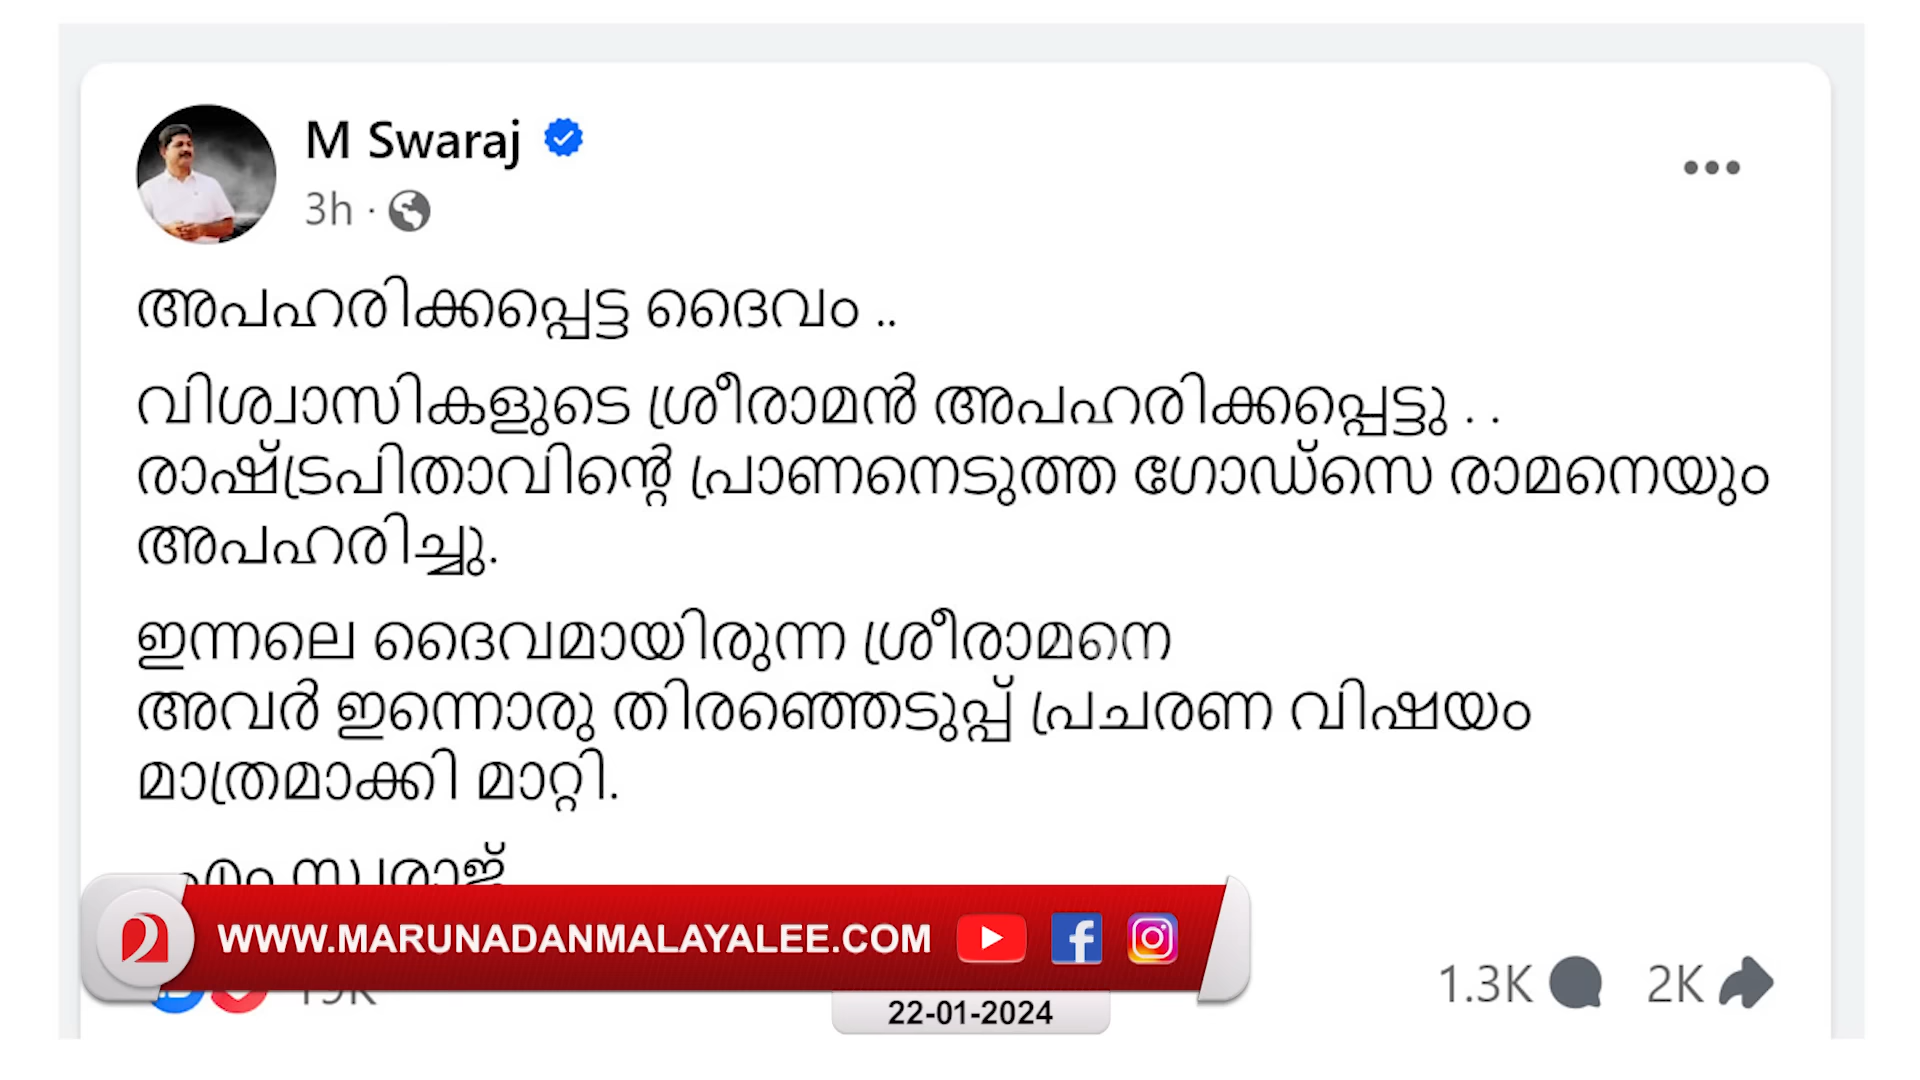 M Swaraj
3h ·
അപഹരിക്കപ്പെട്ട ദൈവം ..
വിശ്വാസികളുടെ ശ്രീരാമൻ അപഹരിക്കപ്പെട്ടു . .
രാഷ്ട്രപിതാവിന്റെ പ്രാണനെടുത്ത ഗോഡ്സെ രാമനെയും
അപഹരിച്ചു.
ഇന്നലെ ദൈവമായിരുന്ന ശ്രീരാമനെ
അവർ ഇന്നൊരു തിരഞ്ഞെടുപ്പ് പ്രചരണ വിഷയം
മാത്രമാക്കി മാറ്റി.
എം സ്വരാജ്
WWW.MARUNADANMALAYALEE.COM
1.3K 2K
22-01-2024